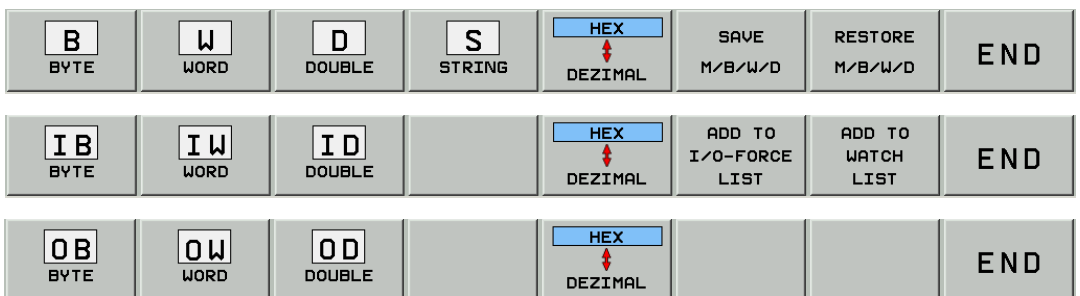 B W D S HEX SAVE RESTORE END
BYTE WORD DOUBLE STRING DEZIMAL M/B/W/D M/B/W/D
IB IW ID HEX ADD TO ADD TO END
BYTE WORD DOUBLE DEZIMAL I/O-FORCE WATCH
LIST LIST
OB OW OD HEX END
BYTE WORD DOUBLE DEZIMAL